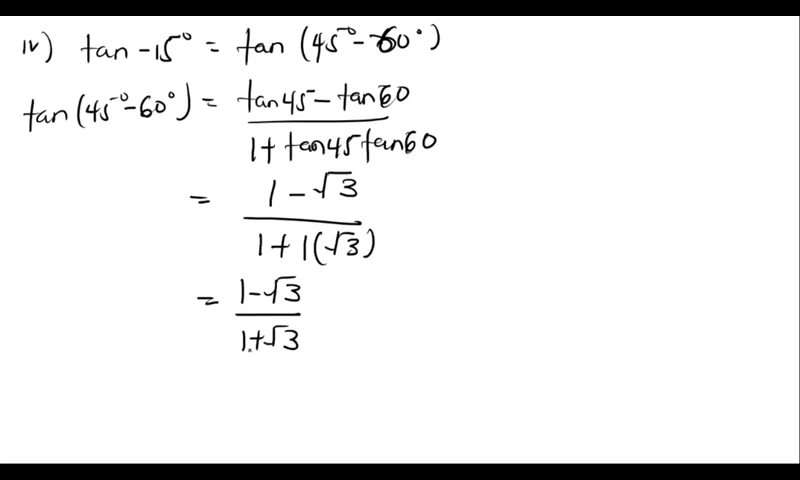 iv) tan -15° = tan (45° - 60°)
tan (45° - 60°) = tan45 - tan60
1 + tan45 tan60
= 1 - √3
1 + 1(√3)
= 1 - √3
1 + √3